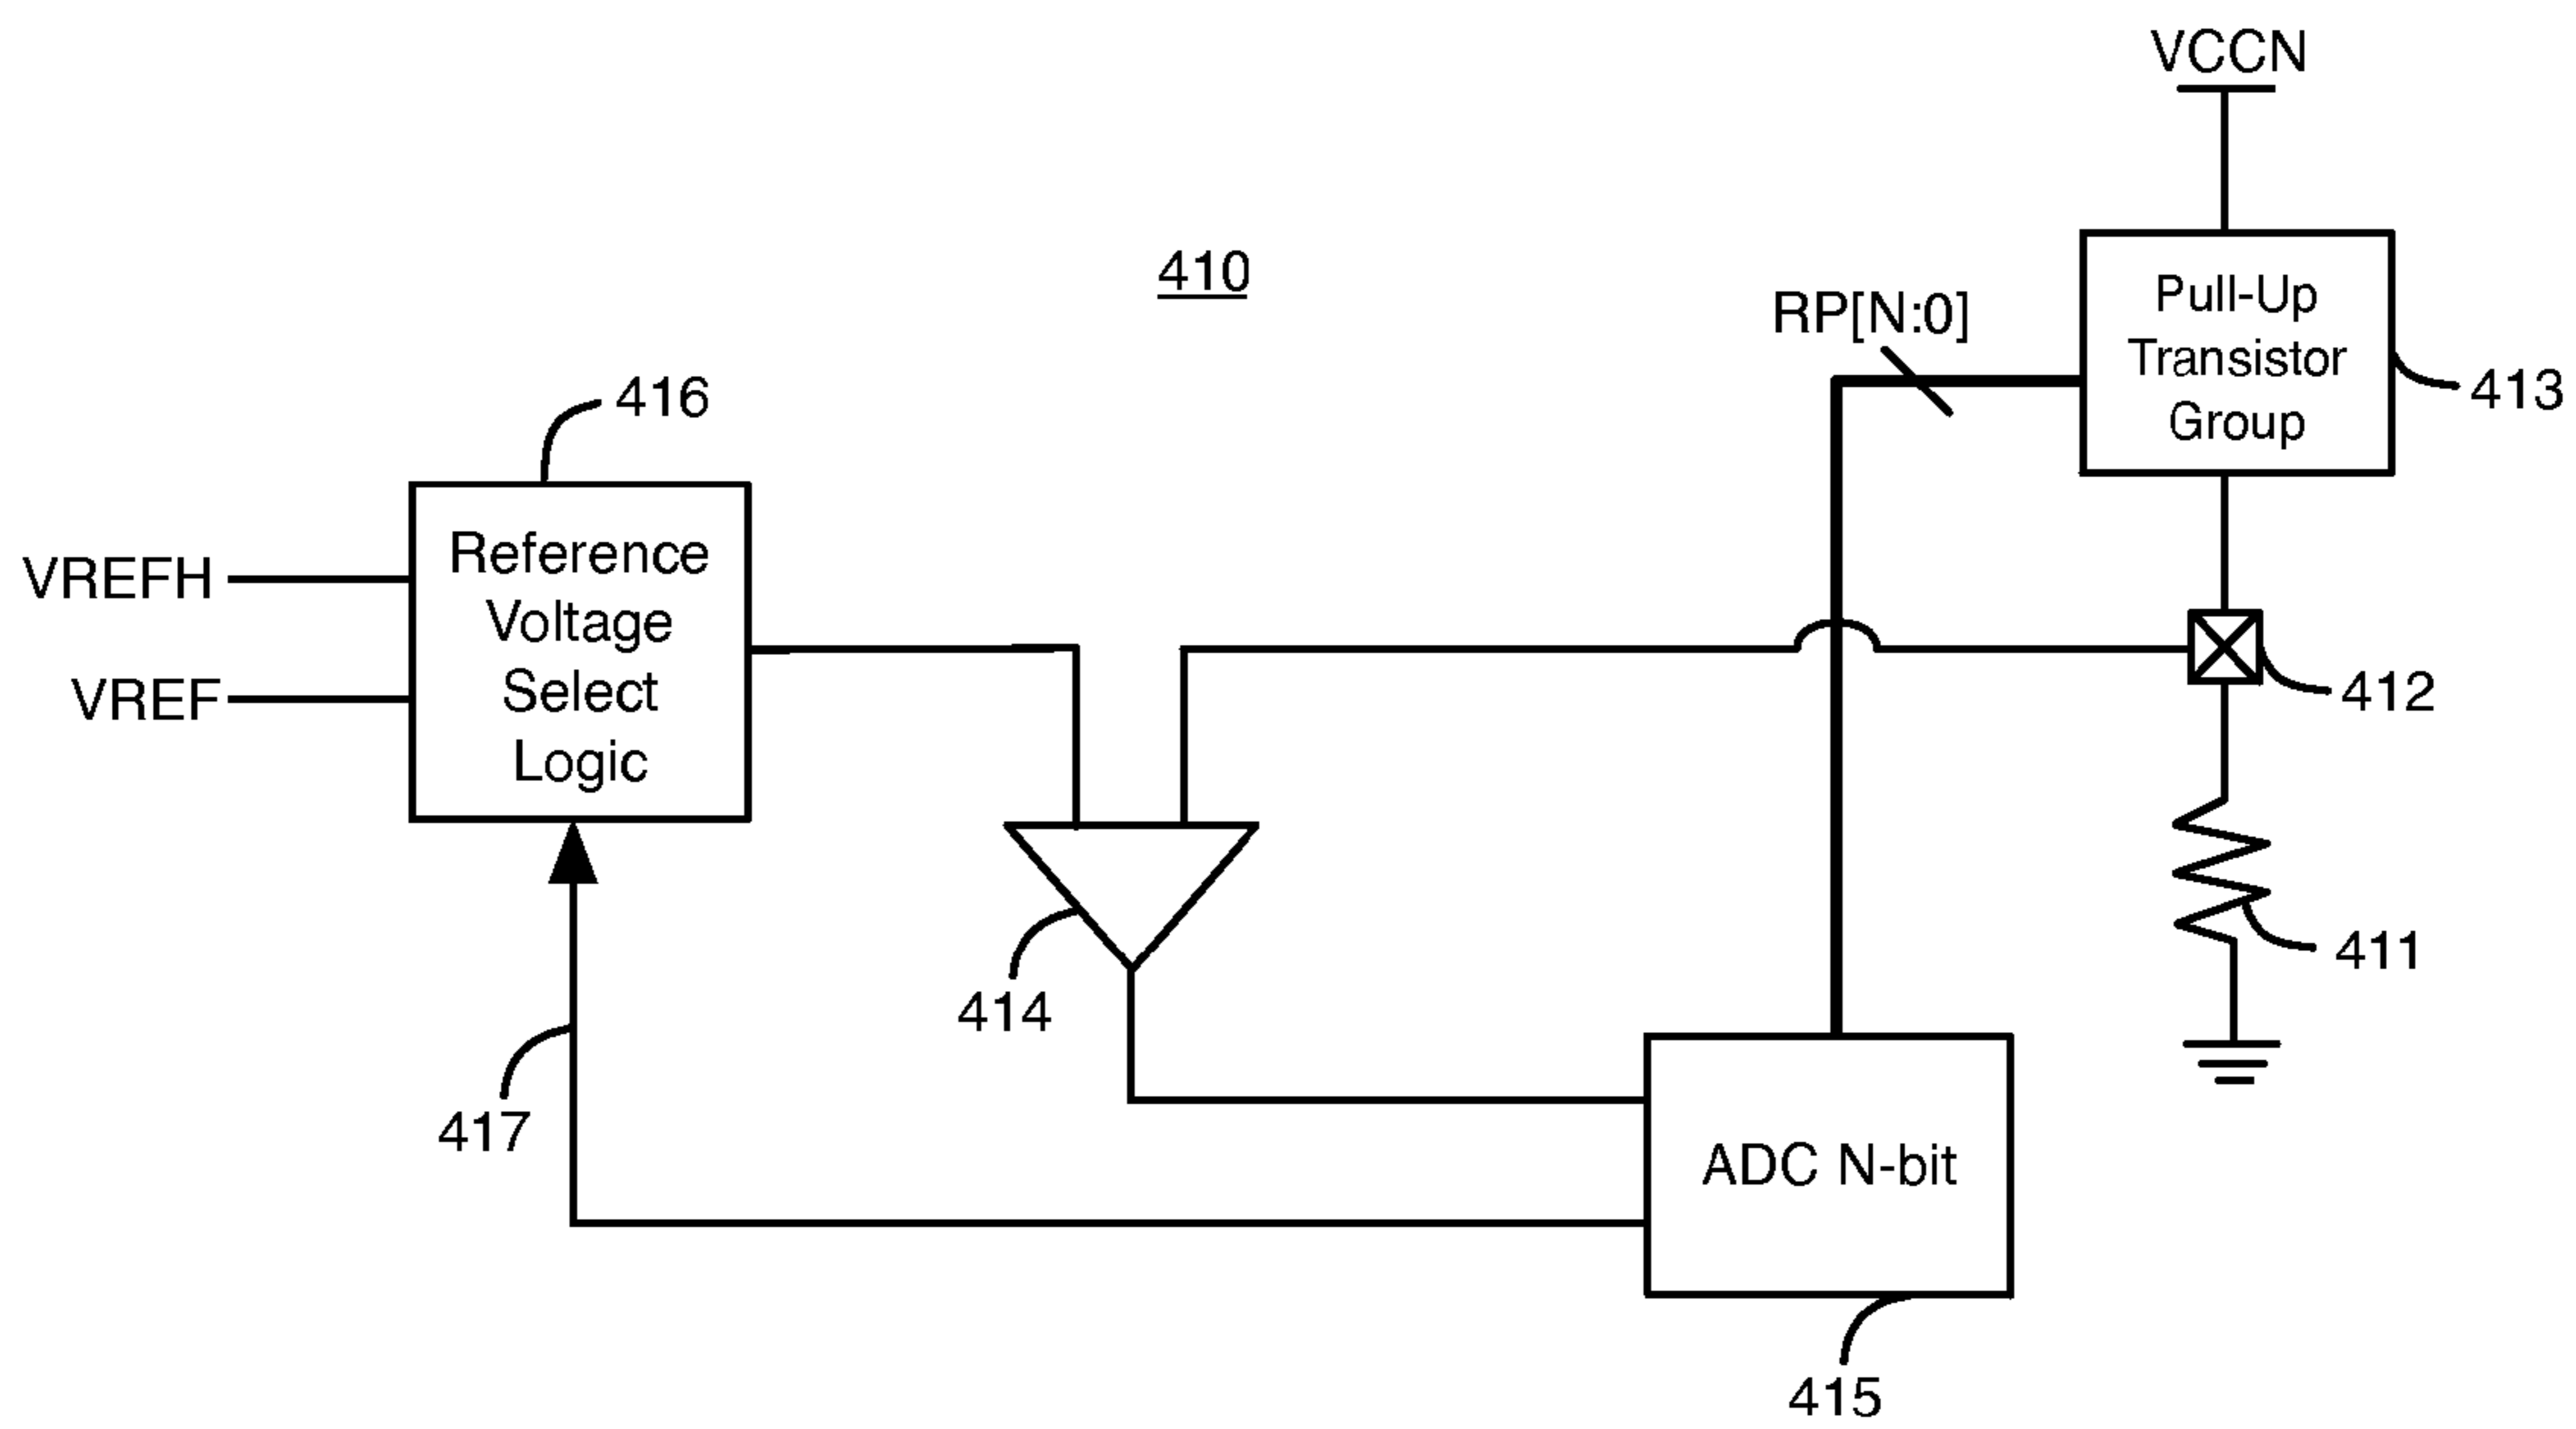 VCCN
410
RP[N:0]
Pull-Up
Transistor
Group
413
416
VREFH
VREF
Reference
Voltage
Select
Logic
412
411
414
417
ADC N-bit
415